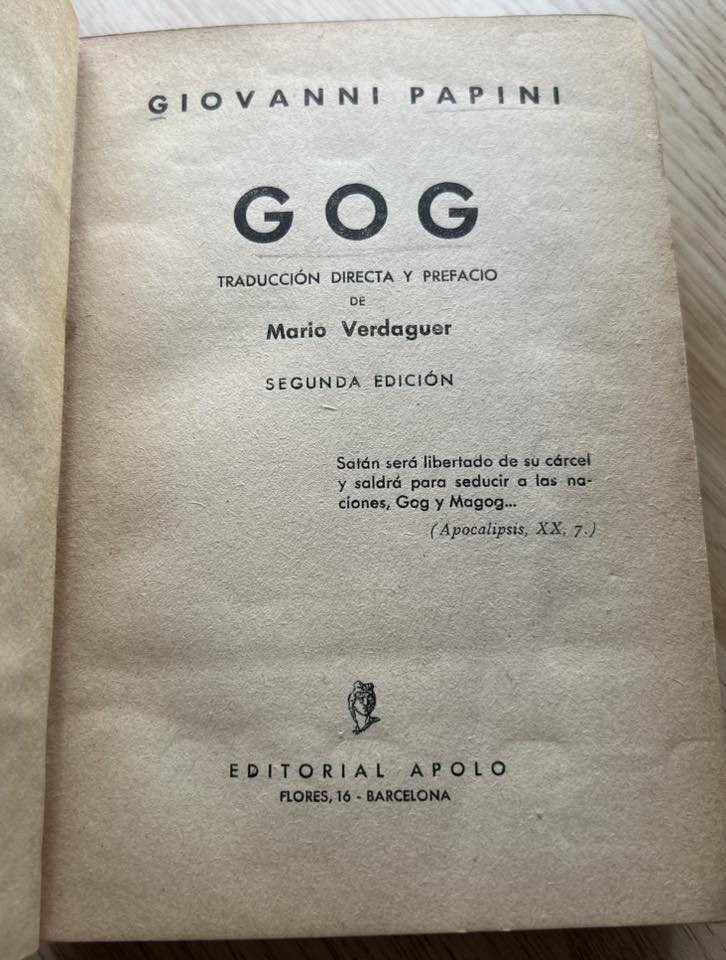 GIOVANNI PAPINI
GOG
TRADUCCIÓN DIRECTA Y PREFACIO
DE
Mario Verdaguer
SEGUNDA EDICIÓN
Satán será libertado de su cárcel
y saldrá para seducir a las na-
ciones, Gog y Magog...
(Apocalipsis, XX, 7.)
EDITORIAL APOLO
FLORES, 16 - BARCELONA